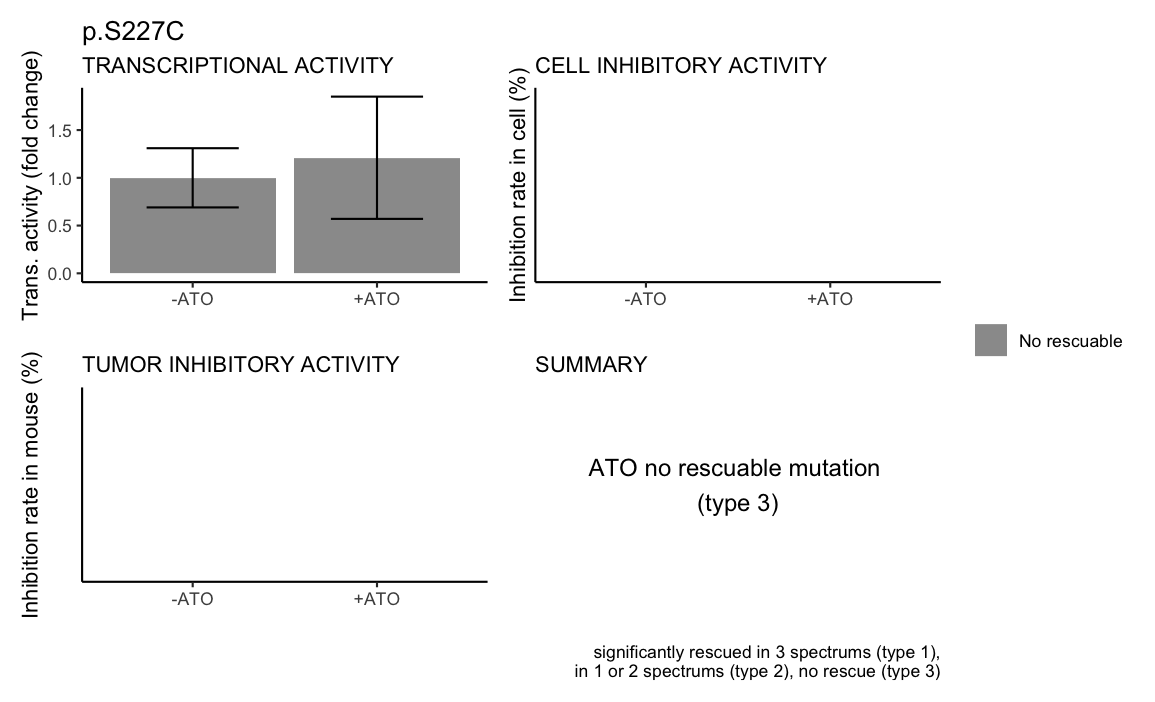 p.S227C
TRANSCRIPTIONAL ACTIVITY
Trans. activity (fold change)
1.5
1.0
0.5
0.0
-ATO
+ATO
CELL INHIBITORY ACTIVITY
Inhibition rate in cell (%)
-ATO
+ATO
No rescuable
TUMOR INHIBITORY ACTIVITY
Inhibition rate in mouse (%)
-ATO
+ATO
SUMMARY
ATO no rescuable mutation
(type 3)
significantly rescued in 3 spectrums (type 1),
in 1 or 2 spectrums (type 2), no rescue (type 3)